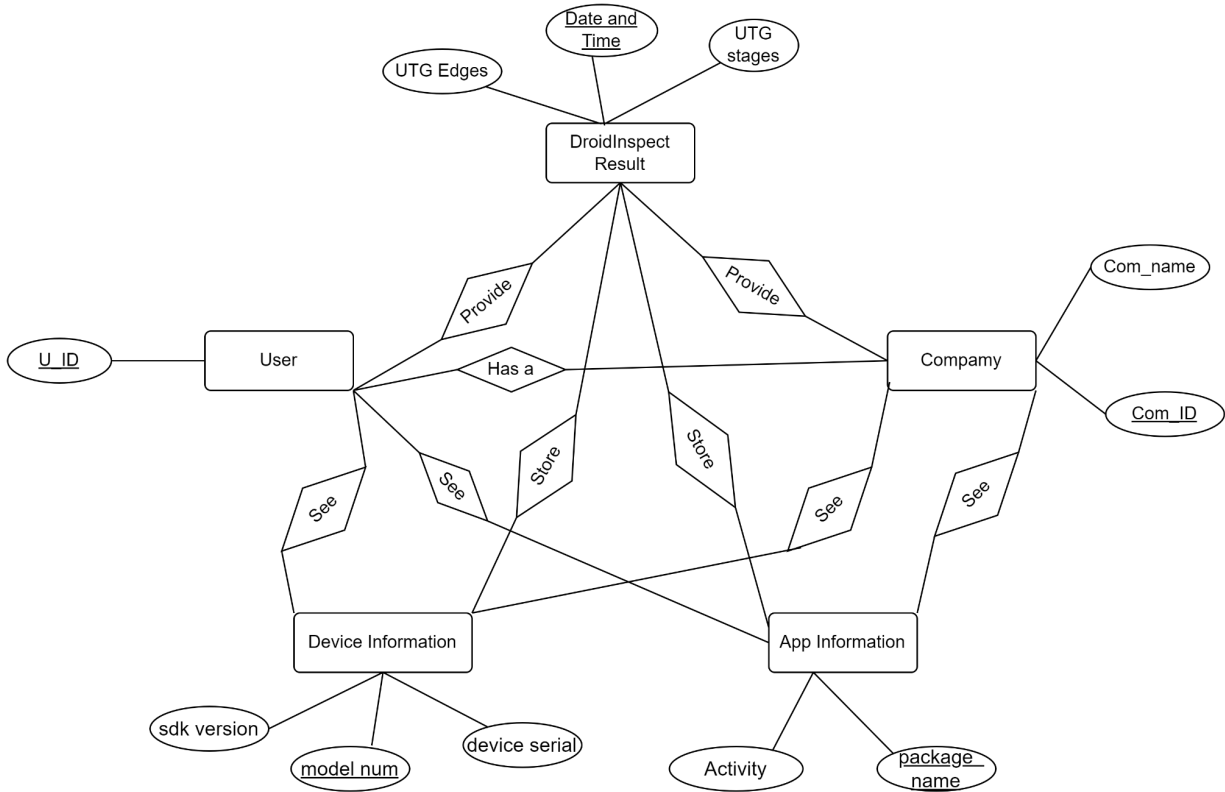 Date and
Time
UTG
stages
UTG Edges
DroidInspect
Result
Provide
Provide
Com_name
U_ID
User
Has a
Compamy
Com_ID
See
See
Store
Store
See
See
Device Information
App Information
sdk version
model num
device serial
Activity
package_
name